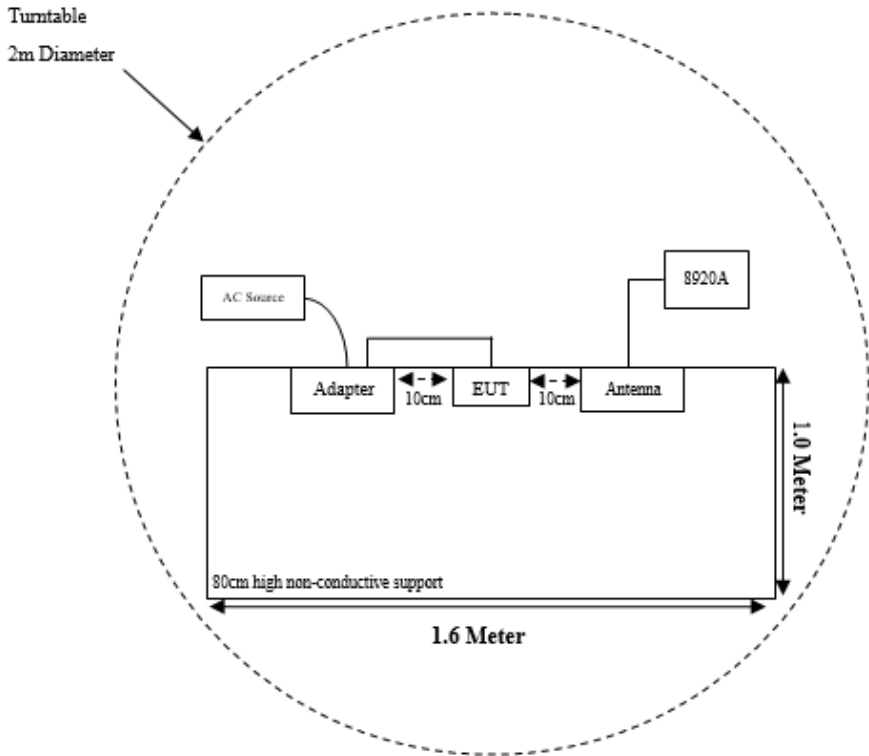 Turntable
2m Diameter
8920A
AC Source
Adapter
10cm
EUT
10cm
Antenna
1.0 Meter
80cm high non-conductive support
1.6 Meter